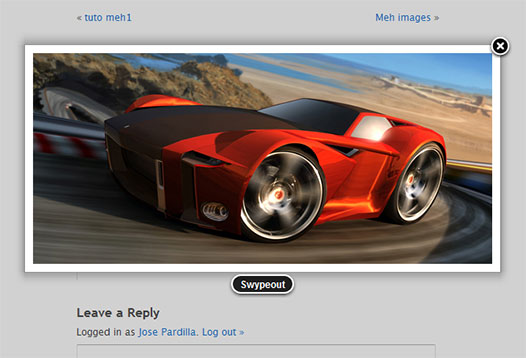 « tuto meh1
Meh images »
Swypeout
Leave a Reply
Logged in as Jose Pardilla. Log out »